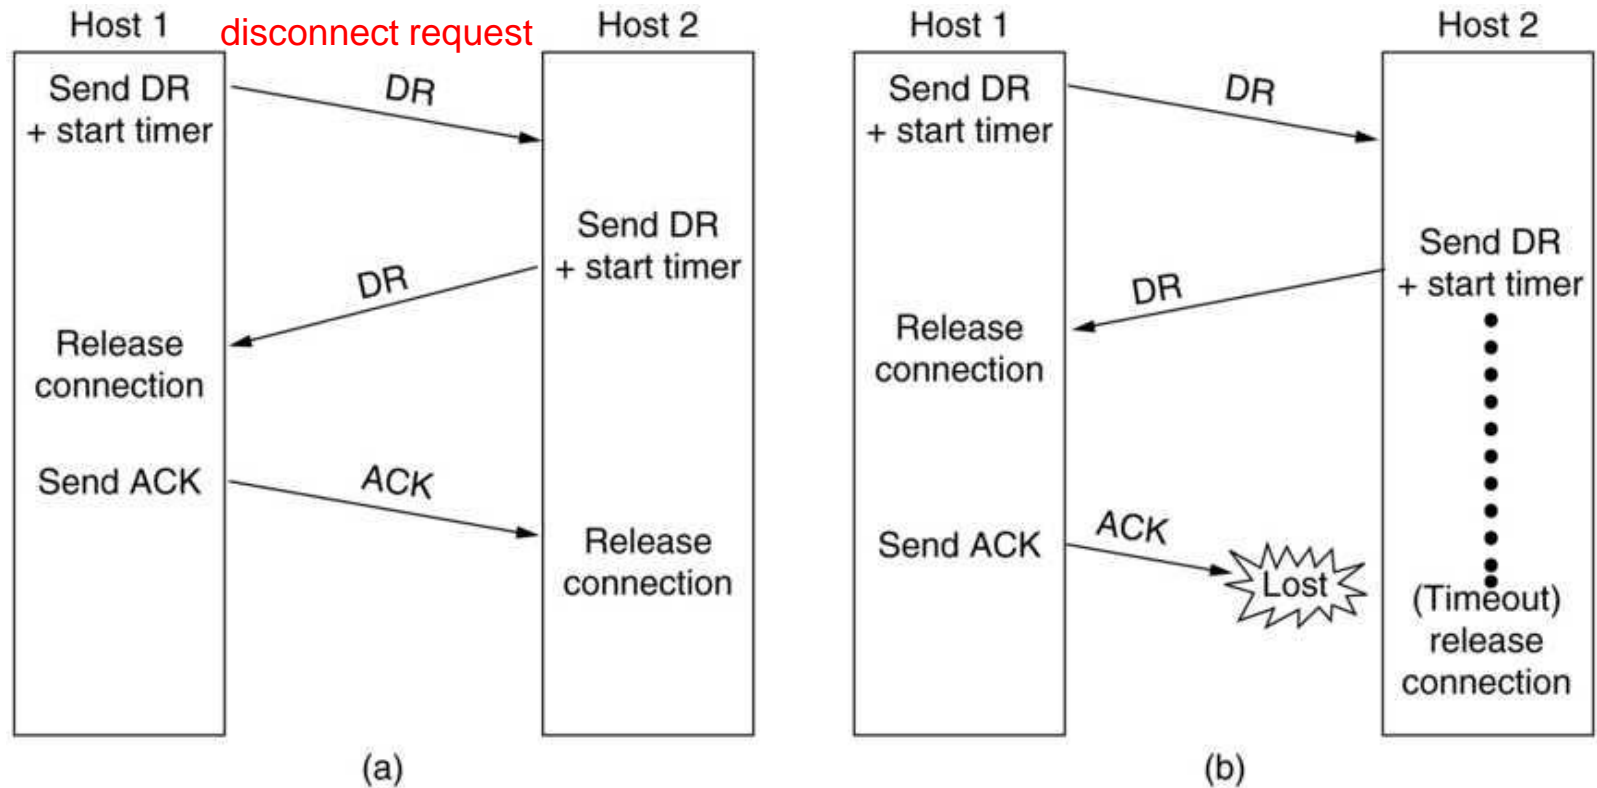 Host 1
disconnect request
Host 2
Send DR
+ start timer
DR
Send DR
+ start timer
DR
Release
connection
Send ACK
ACK
Release
connection
(a)
Host 1
Host 2
Send DR
+ start timer
DR
Send DR
+ start timer
DR
Release
connection
Send ACK
ACK
Lost
(Timeout)
release
connection
(b)